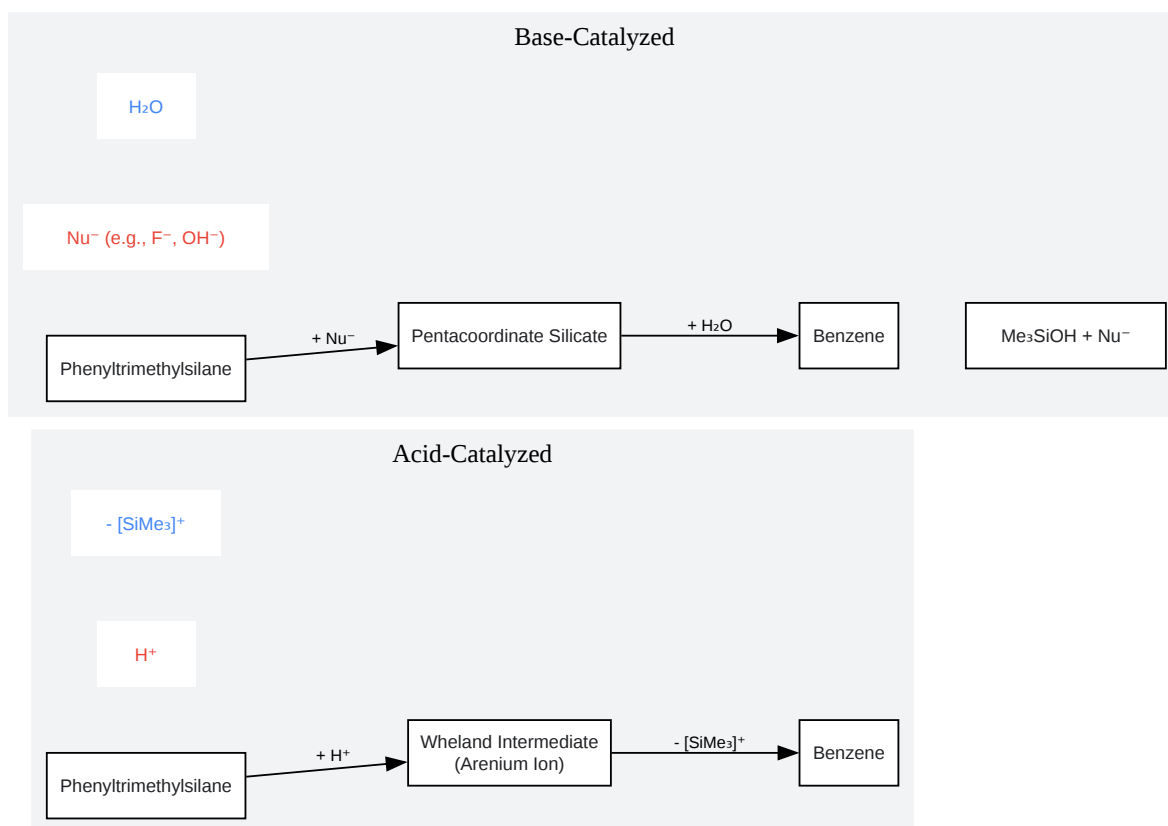 Base-Catalyzed
H₂O
Nu⁻ (e.g., F⁻, OH⁻)
+ Nu⁻
Pentacoordinate Silicate
+ H₂O
Benzene
Me₃SiOH + Nu⁻
Phenyltrimethylsilane
Acid-Catalyzed
- [SiMe₃]⁺
H⁺
+ H⁺
Wheland Intermediate
(Arenium Ion)
- [SiMe₃]⁺
Benzene
Phenyltrimethylsilane